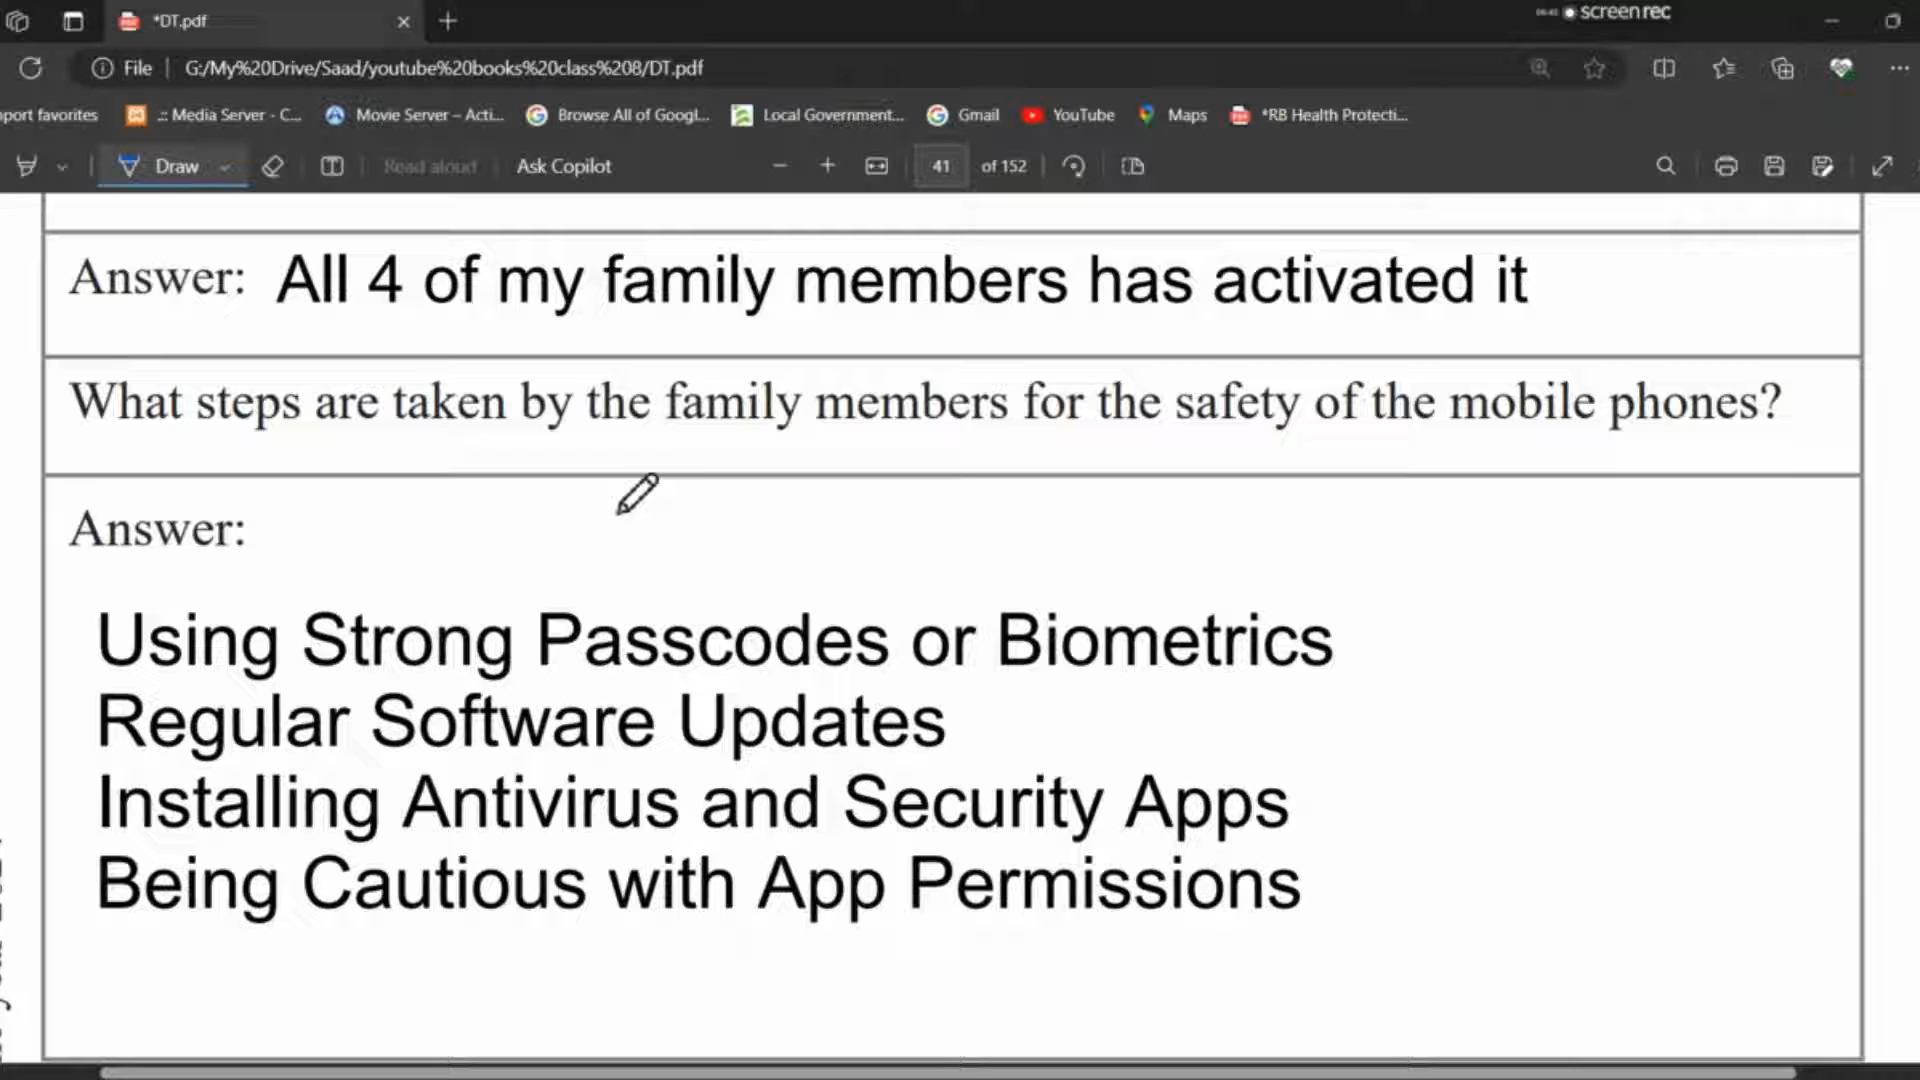 *DT.pdf
screenrec
File | G:/My%20Drive/Saad/youtube%20books%20class%208/DT.pdf
port favorites .:: Media Server - C... Movie Server – Acti... Browse All of Googl... Local Government... Gmail YouTube Maps *RB Health Protecti...
Draw Read aloud Ask Copilot 41 of 152
Answer: All 4 of my family members has activated it
What steps are taken by the family members for the safety of the mobile phones?
Answer:
Using Strong Passcodes or Biometrics
Regular Software Updates
Installing Antivirus and Security Apps
Being Cautious with App Permissions